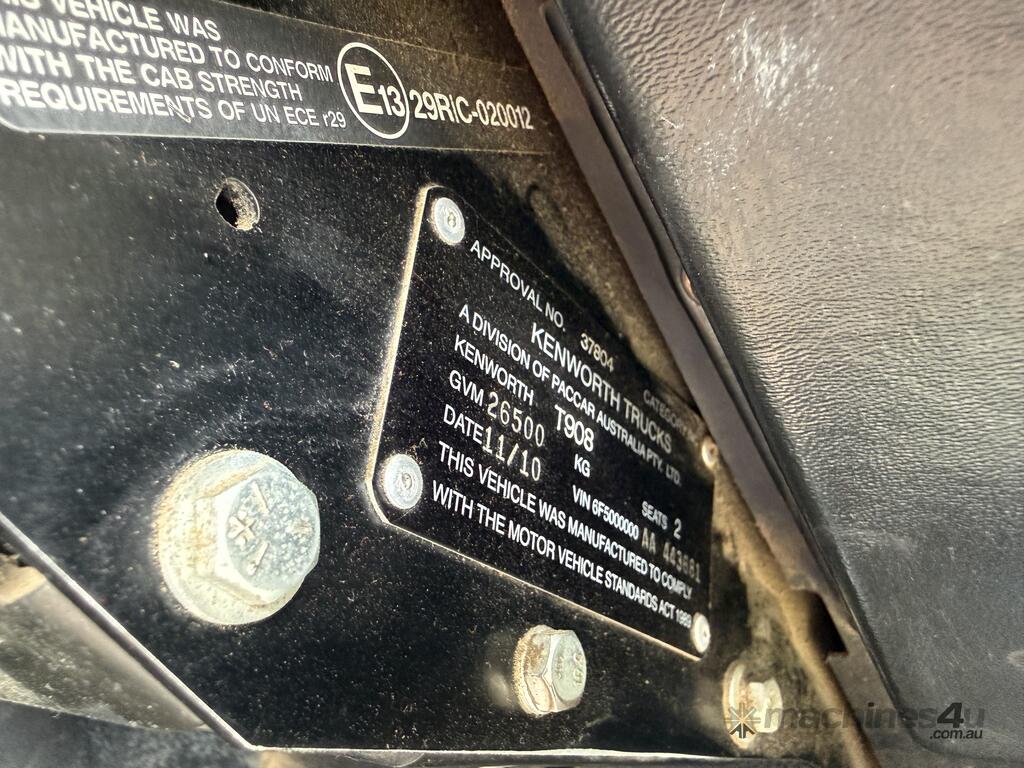 THIS VEHICLE WAS
MANUFACTURED TO CONFORM
WITH THE CAB STRENGTH
REQUIREMENTS OF UN ECE r29
E13 29R/C-020012
APPROVAL NO. 37804 CATEGORY
KENWORTH TRUCKS
A DIVISION OF PACCAR AUSTRALIA PTY. LTD.
KENWORTH T908
GVM 26500 KG SEATS 2
DATE 11/10 VIN 6F5000000 AA
THIS VEHICLE WAS MANUFACTURED TO COMPLY
WITH THE MOTOR VEHICLE STANDARDS ACT 1989
machines4u
.com.au